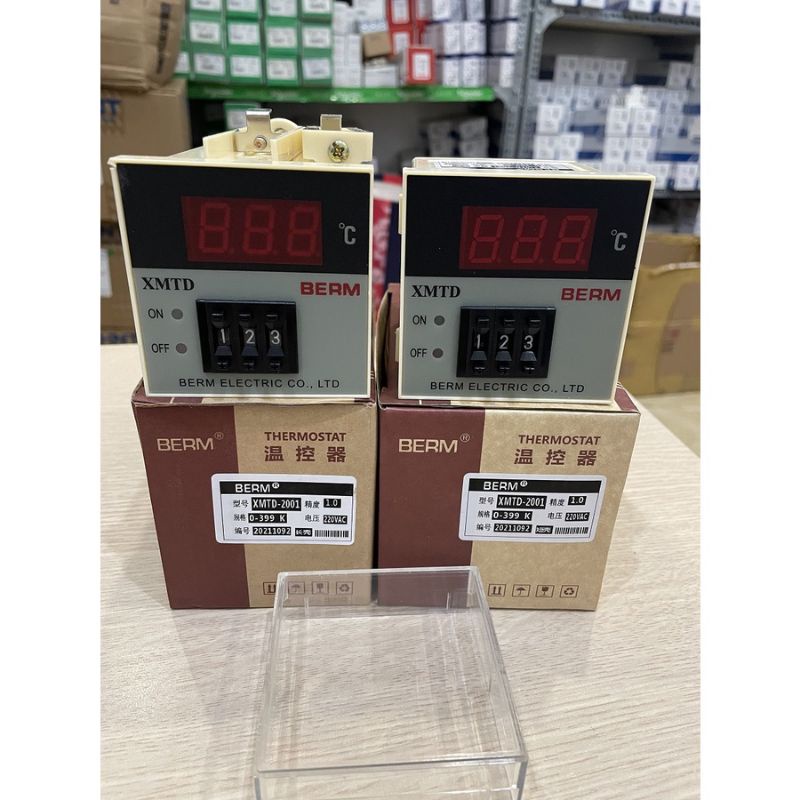 888 °C
XMTD BERM
ON
OFF
1 2 3
BERM ELECTRIC CO., LTD
888 °C
XMTD BERM
ON
OFF
1 2 3
BERM ELECTRIC CO., LTD
BERM® THERMOSTAT
温控器
BERM®
型号 XMTD-2001 精度 1.0
规格 0-399 K 电压 220VAC
编号 20211092 长壳
BERM® THERMOSTAT
温控器
BERM®
型号 XMTD-2001 精度 1.0
规格 0-399 K 电压 220VAC
编号 20211092